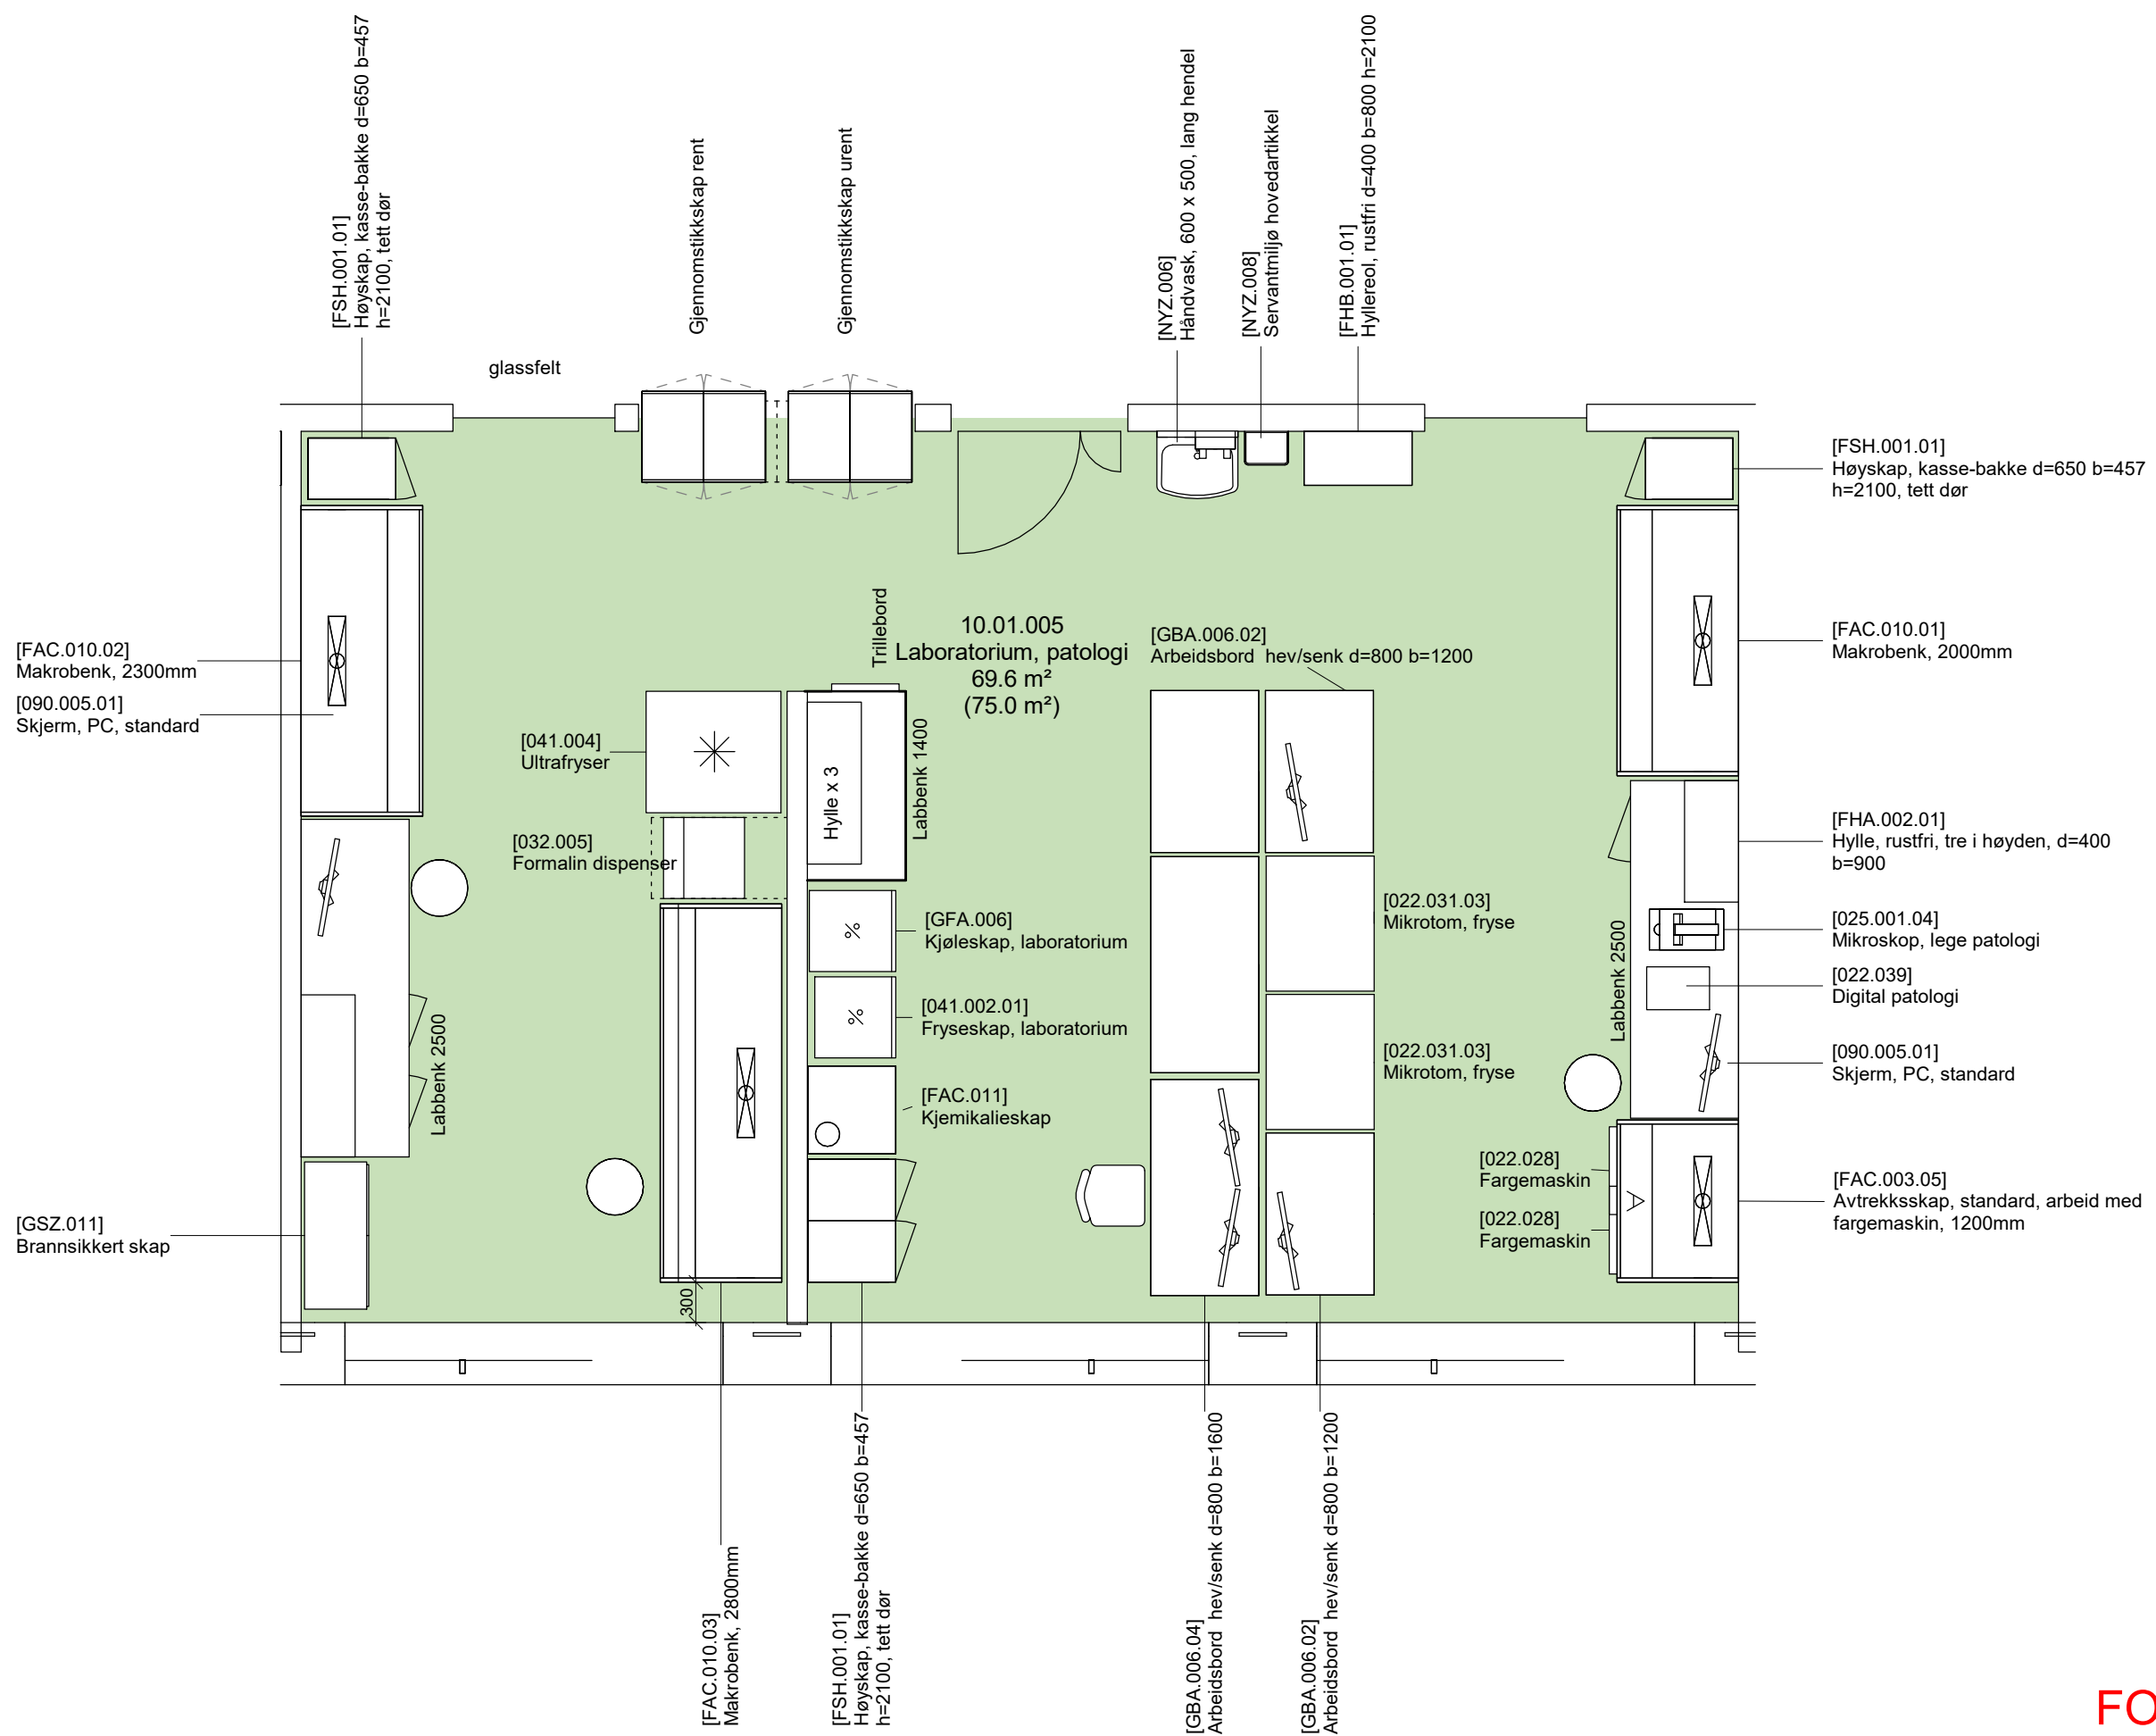 [FSH.001.01]
Høyskap, kasse-bakke d=650 b=457
h=2100, tett dør
Gjennomstikkskap rent
Gjennomstikkskap urent
[NYZ.006]
Håndvask, 600 x 500, lang hendel
[NYZ.008]
Servantmiljø hovedartikkel
[FHB.001.01]
Hyllereol, rustfri d=400 b=800 h=2100
glassfelt
[FSH.001.01]
Høyskap, kasse-bakke d=650 b=457
h=2100, tett dør
Trillebord
10.01.005
Laboratorium, patologi
69.6 m²
(75.0 m²)
[GBA.006.02]
Arbeidsbord  hev/senk d=800 b=1200
[FAC.010.01]
Makrobenk, 2000mm
[FAC.010.02]
Makrobenk, 2300mm
[090.005.01]
Skjerm, PC, standard
[041.004]
Ultrafryser
Hylle x 3
Labbenk 1400
[032.005]
Formalin dispenser
[FHA.002.01]
Hylle, rustfri, tre i høyden, d=400
b=900
[GFA.006]
Kjøleskap, laboratorium
[022.031.03]
Mikrotom, fryse
Labbenk 2500
[025.001.04]
Mikroskop, lege patologi
[022.039]
Digital patologi
[041.002.01]
Fryseskap, laboratorium
[022.031.03]
Mikrotom, fryse
[090.005.01]
Skjerm, PC, standard
Labbenk 2500
[FAC.011]
Kjemikalieskap
[022.028]
Fargemaskin
[022.028]
Fargemaskin
A
[FAC.003.05]
Avtrekksskap, standard, arbeid med
fargemaskin, 1200mm
[GSZ.011]
Brannsikkert skap
300
[FAC.010.03]
Makrobenk, 2800mm
[FSH.001.01]
Høyskap, kasse-bakke d=650 b=457
h=2100, tett dør
[GBA.006.04]
Arbeidsbord  hev/senk d=800 b=1600
[GBA.006.02]
Arbeidsbord  hev/senk d=800 b=1200
FO